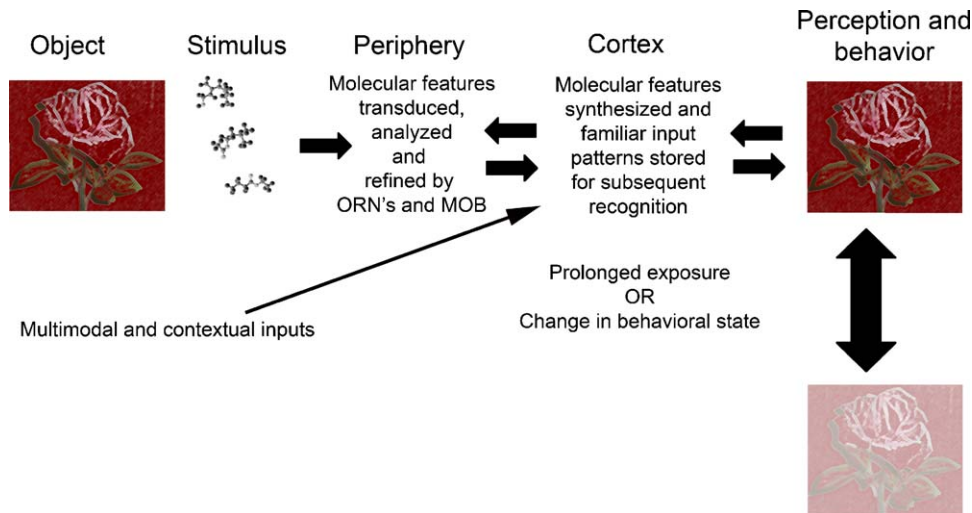 Object
Stimulus
Periphery
Cortex
Perception and
behavior
Molecular features
transduced,
analyzed
and
refined by
ORN's and MOB
Molecular features
synthesized and
familiar input
patterns stored
for subsequent
recognition
Prolonged exposure
OR
Change in behavioral state
Multimodal and contextual inputs